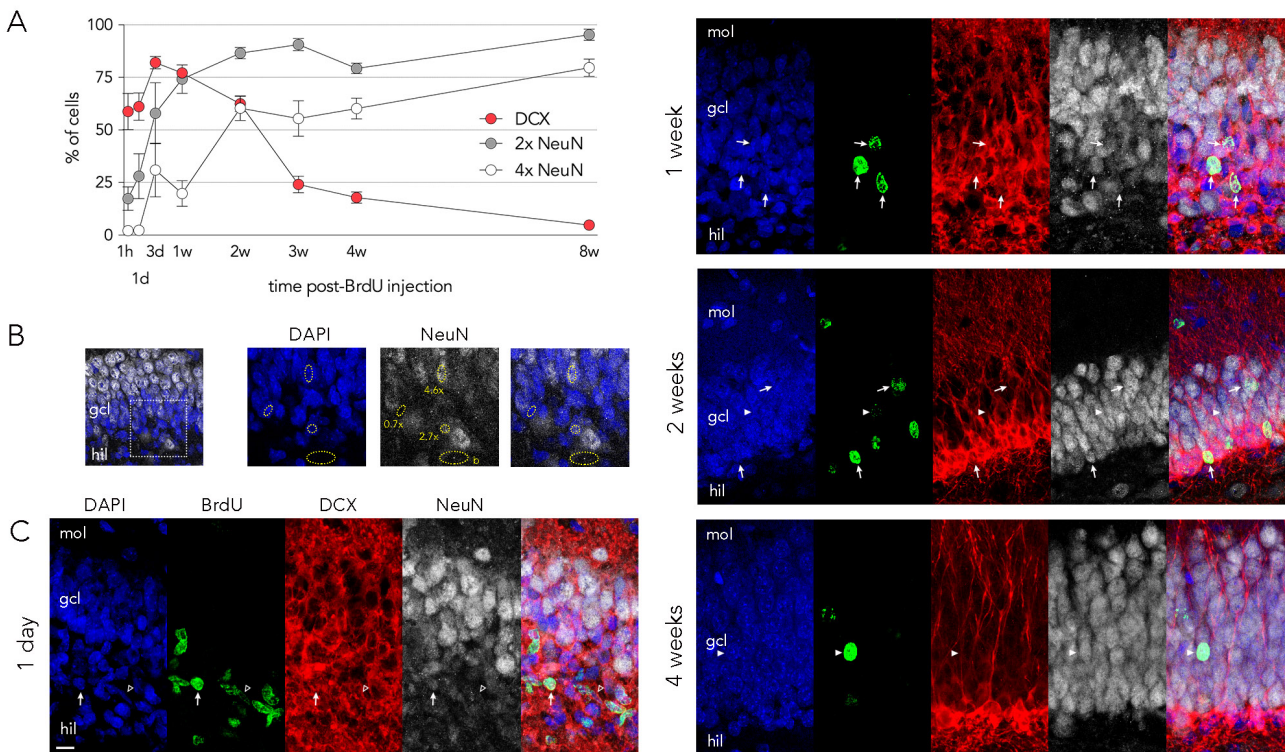 A
100
75
50
25
0
% of cells
DCX
2x NeuN
4x NeuN
1h
3d
1w
2w
3w
4w
8w
1d
time post-BrdU injection
B
DAPI
NeuN
gcl
hil
4.6x
0.7x
2.7x
b
DAPI
BrdU
DCX
NeuN
C
1 day
mol
gcl
hil
1 week
mol
gcl
hil
2 weeks
mol
gcl
hil
4 weeks
mol
gcl
hil